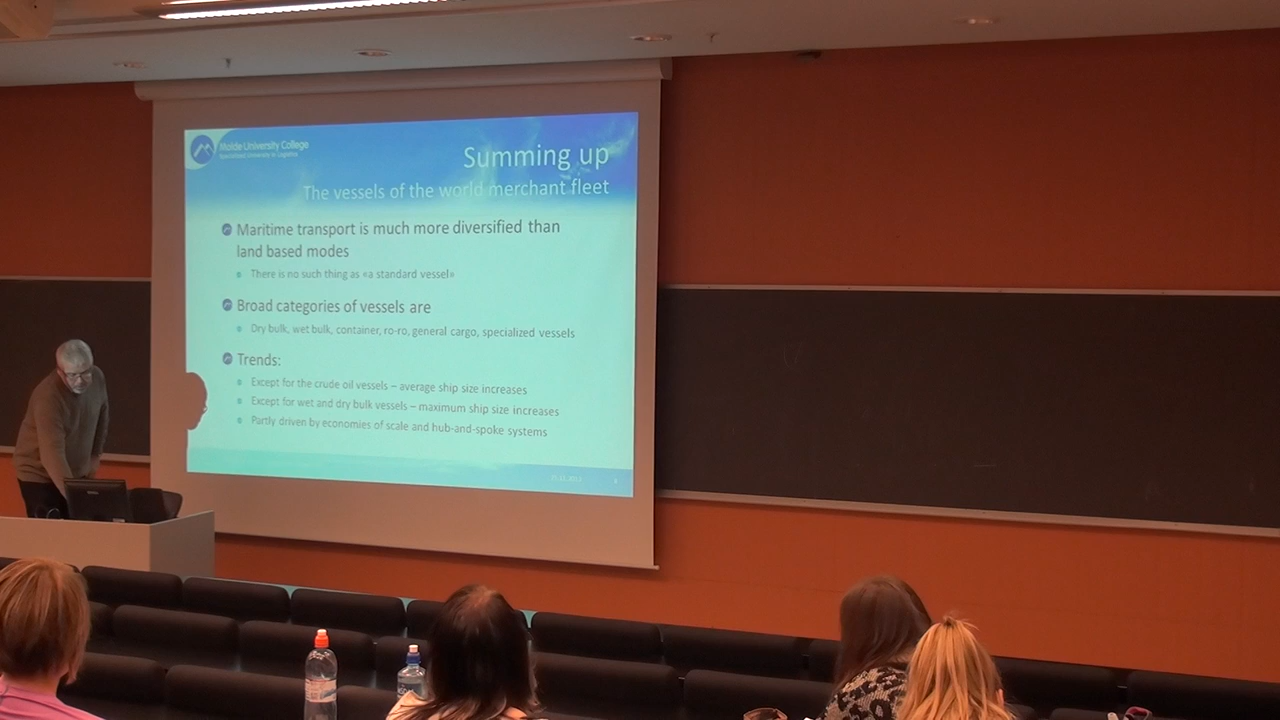 Molde University College
Specialized University in Logistics
Summing up
The vessels of the world merchant fleet
Maritime transport is much more diversified than
land based modes
There is no such thing as «a standard vessel»
Broad categories of vessels are
Dry bulk, wet bulk, container, ro-ro, general cargo, specialized vessels
Trends:
Except for the crude oil vessels – average ship size increases
Except for wet and dry bulk vessels – maximum ship size increases
Partly driven by economies of scale and hub-and-spoke systems